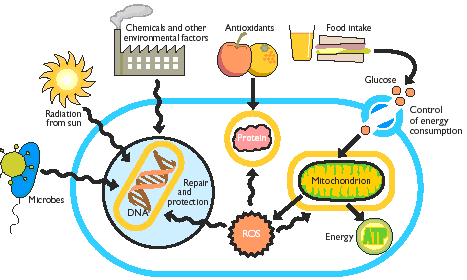 Chemicals and other
environmental factors
Antioxidants
Food intake
Glucose
Control
of energy
consumption
Radiation
from sun
Protein
Mitochondrion
Repair
and
protection
DNA
Microbes
ROS
Energy
ATP